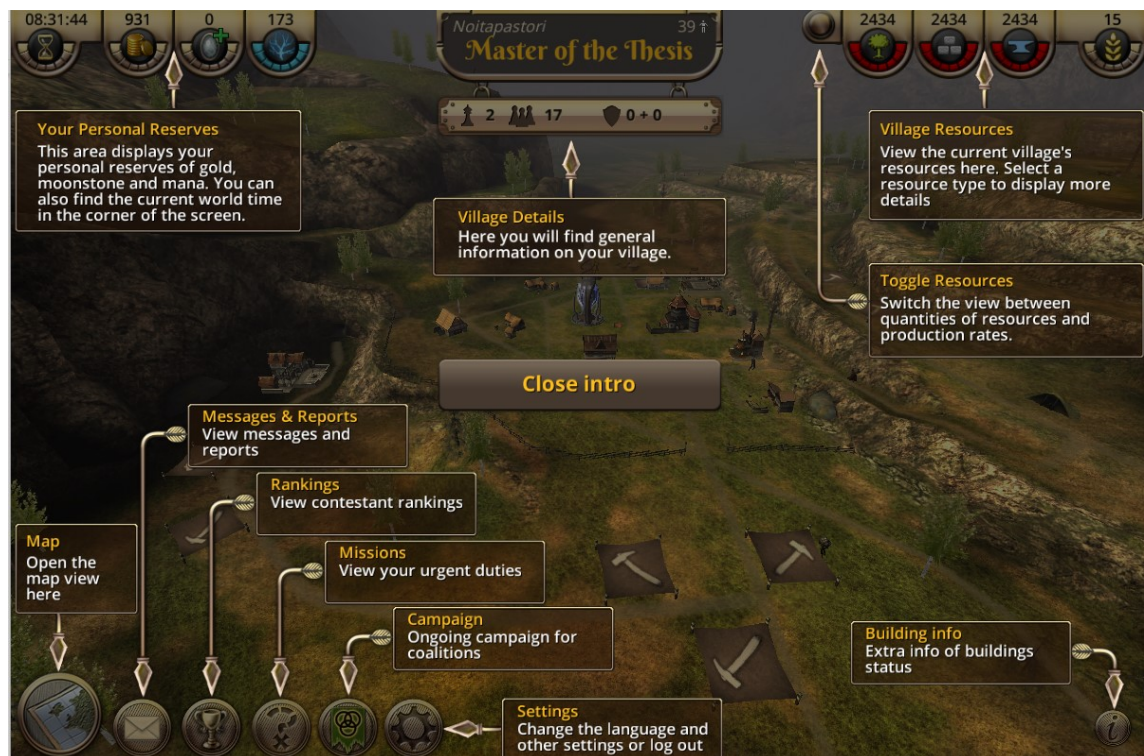 08:31:44
931
0
173
Noitapastori
39
Master of the Thesis
2
17
0 + 0
2434
2434
2434
15
Your Personal Reserves
This area displays your
personal reserves of gold,
moonstone and mana. You can
also find the current world time
in the corner of the screen.
Village Details
Here you will find general
information on your village.
Village Resources
View the current village's
resources here. Select a
resource type to display more
details
Toggle Resources
Switch the view between
quantities of resources and
production rates.
Close intro
Messages & Reports
View messages and
reports
Rankings
View contestant rankings
Map
Open the
map view
here
Missions
View your urgent duties
Campaign
Ongoing campaign for
coalitions
Building info
Extra info of buildings
status
Settings
Change the language and
other settings or log out
i